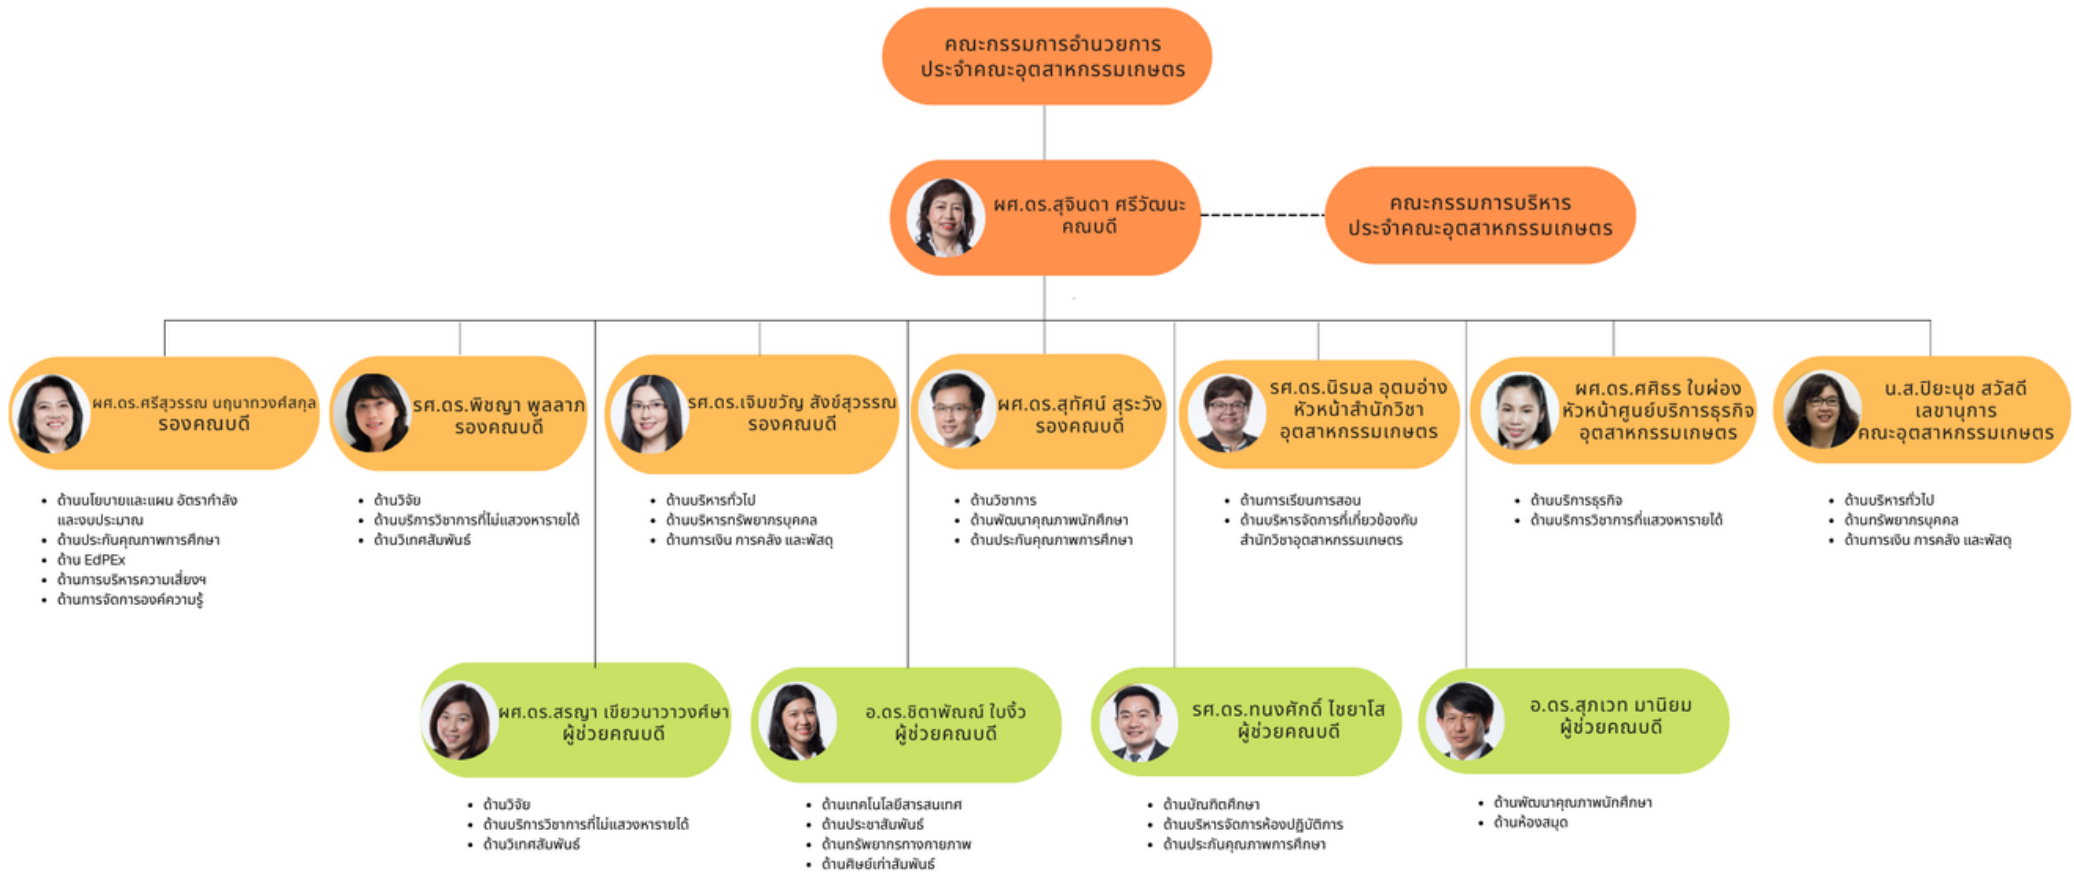 คณะกรรมการอำนวยการ
ประจำคณะอุตสาหกรรมเกษตร
ผศ.ดร.สุจินดา ศรีวัฒนะ
คณบดี
คณะกรรมการบริหาร
ประจำคณะอุตสาหกรรมเกษตร
ผศ.ดร.ศรีสุวรรณ นฤนาทวงศ์สกุล
รองคณบดี
• ด้านนโยบายและแผน อัตรากำลัง
และงบประมาณ
• ด้านประกันคุณภาพการศึกษา
• ด้าน EdPEx
• ด้านการบริหารความเสี่ยงฯ
• ด้านการจัดการองค์ความรู้
รศ.ดร.พิชญา พูลลาภ
รองคณบดี
• ด้านวิจัย
• ด้านบริการวิชาการที่ไม่แสวงหารายได้
• ด้านวิเทศสัมพันธ์
รศ.ดร.เจิมขวัญ สังข์สุวรรณ
รองคณบดี
• ด้านบริหารทั่วไป
• ด้านบริหารทรัพยากรบุคคล
• ด้านการเงิน การคลัง และพัสดุ
ผศ.ดร.สุทัศน์ สุระวัง
รองคณบดี
• ด้านวิชาการ
• ด้านพัฒนาคุณภาพนักศึกษา
• ด้านประกันคุณภาพการศึกษา
รศ.ดร.นิรมล อุตมอ่าง
หัวหน้าสำนักวิชา
อุตสาหกรรมเกษตร
• ด้านการเรียนการสอน
• ด้านบริหารจัดการที่เกี่ยวข้องกับ
สำนักวิชาอุตสาหกรรมเกษตร
ผศ.ดร.ศศิธร ใบผ่อง
หัวหน้าศูนย์บริการธุรกิจ
อุตสาหกรรมเกษตร
• ด้านบริการธุรกิจ
• ด้านบริการวิชาการที่แสวงหารายได้
น.ส.ปิยะนุช สวัสดี
เลขานุการ
คณะอุตสาหกรรมเกษตร
• ด้านบริหารทั่วไป
• ด้านทรัพยากรบุคคล
• ด้านการเงิน การคลัง และพัสดุ
ผศ.ดร.สรญา เขียวนาวาวงศ์ษา
ผู้ช่วยคณบดี
• ด้านวิจัย
• ด้านบริการวิชาการที่ไม่แสวงหารายได้
• ด้านวิเทศสัมพันธ์
อ.ดร.ชิตาพัณณ์ ใบงิ้ว
ผู้ช่วยคณบดี
• ด้านเทคโนโลยีสารสนเทศ
• ด้านประชาสัมพันธ์
• ด้านทรัพยากรทางกายภาพ
• ด้านศิษย์เก่าสัมพันธ์
รศ.ดร.ทนงศักดิ์ ไชยาโส
ผู้ช่วยคณบดี
• ด้านบัณฑิตศึกษา
• ด้านบริหารจัดการห้องปฏิบัติการ
• ด้านประกันคุณภาพการศึกษา
อ.ดร.สุภเวท มานิยม
ผู้ช่วยคณบดี
• ด้านพัฒนาคุณภาพนักศึกษา
• ด้านห้องสมุด